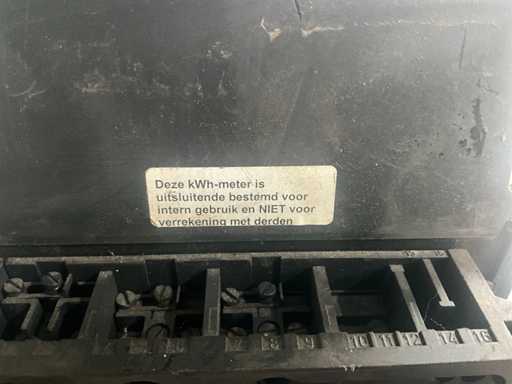 Deze kWh-meter is
uitsluitende bestemd voor
intern gebruik en NIET voor
verrekening met derden
7 8 9 10 11 12 14 16